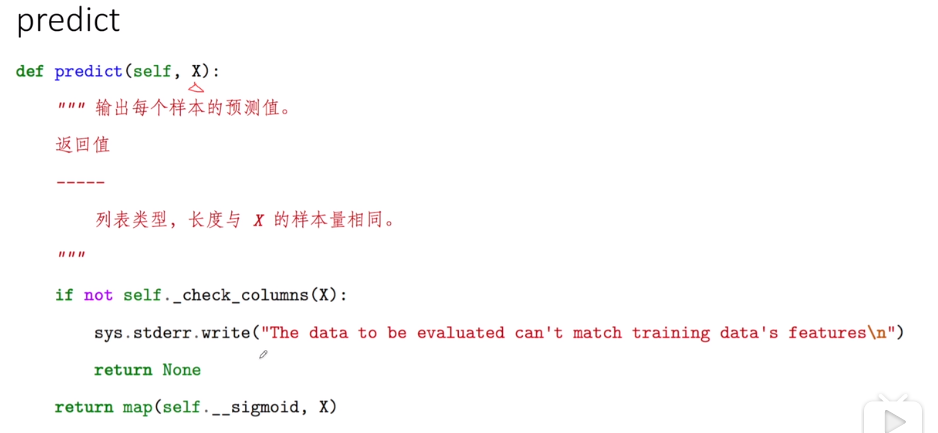 predict
def predict(self, X):
""" 输出每个样本的预测值。
返回值
-----
列表类型，长度与 X 的样本量相同。
"""
if not self._check_columns(X):
sys.stderr.write("The data to be evaluated can't match training data's features\n")
return None
return map(self.__sigmoid, X)